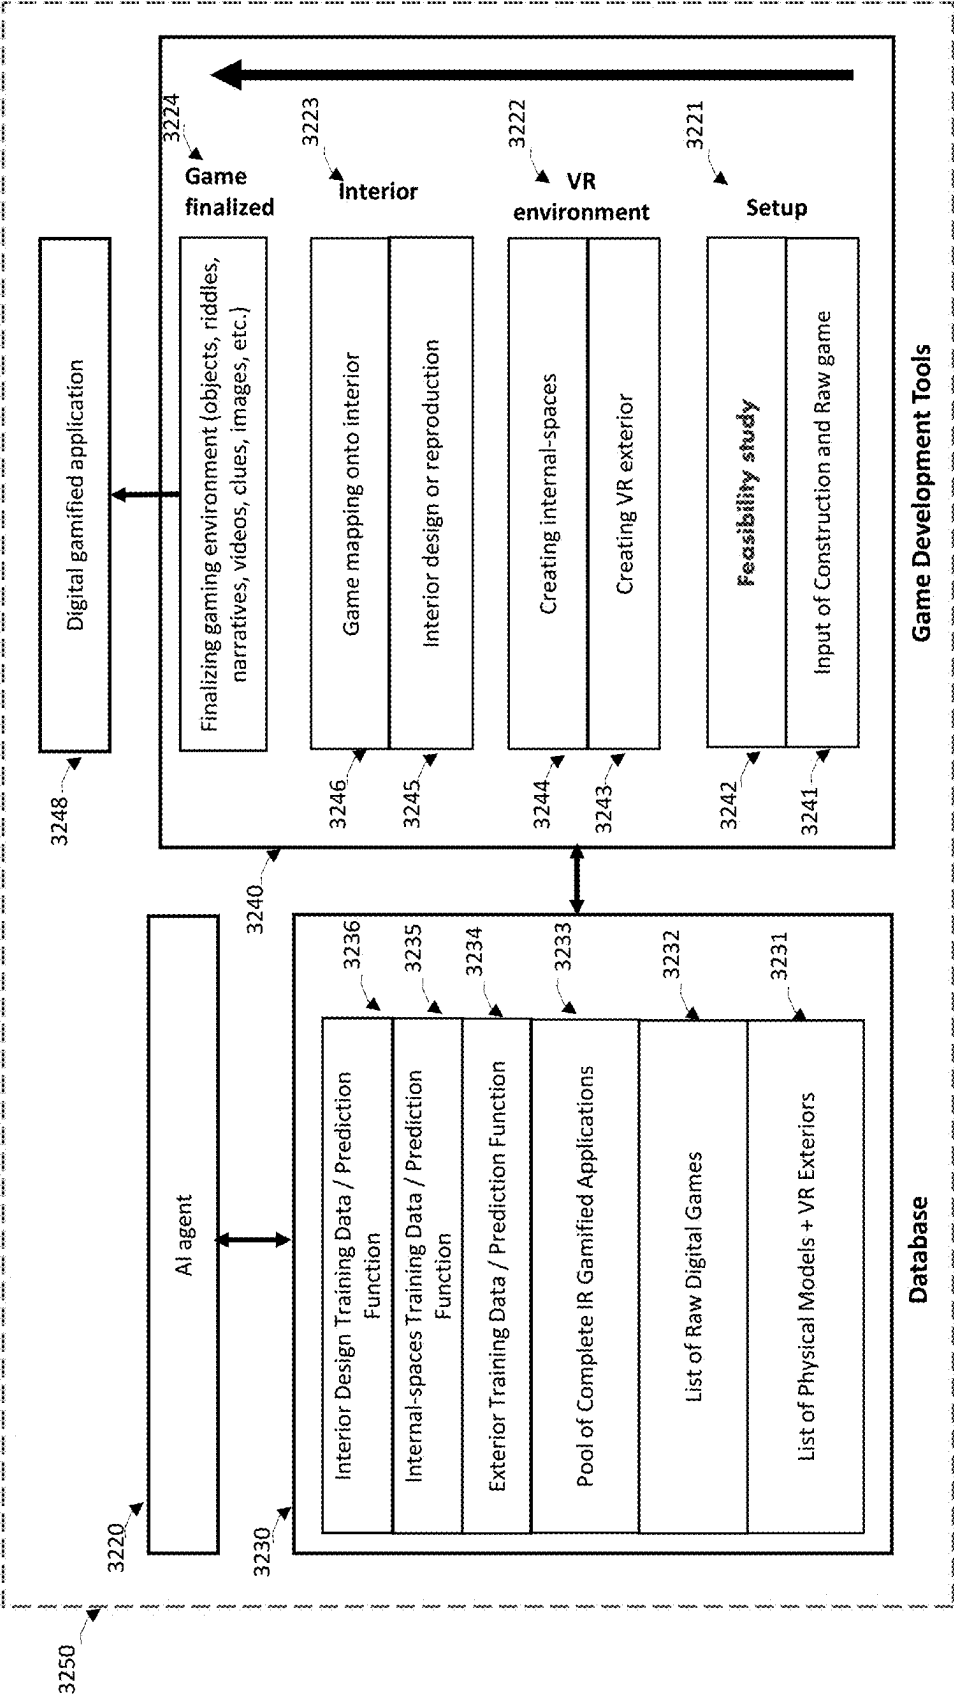 3250
3220
AI agent
3230
Interior Design Training Data / Prediction
Function
3236
Internal-spaces Training Data / Prediction
Function
3235
Exterior Training Data / Prediction Function
3234
Pool of Complete IR Gamified Applications
3233
List of Raw Digital Games
3232
List of Physical Models + VR Exteriors
3231
Database
3248
Digital gamified application
3240
Finalizing gaming environment (objects, riddles,
narratives, videos, clues, images, etc.)
Game
finalized
3224
3246
Game mapping onto interior
3245
Interior design or reproduction
Interior
3223
3244
Creating internal-spaces
3243
Creating VR exterior
VR
environment
3222
3242
Feasibility study
3241
Input of Construction and Raw game
Setup
3221
Game Development Tools